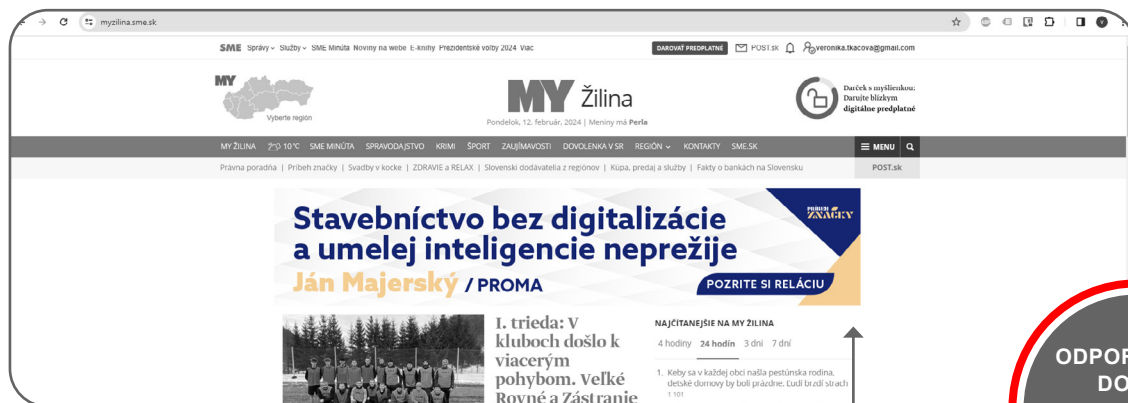 myzilina.sme.sk
SME Správy Služby SME Minúta Noviny na webe E-knihy Prezidentské voľby 2024 Viac DAROVAŤ PREDPLATNÉ POST.sk veronika.tkacova@gmail.com
MY
Vyberte región
MY Žilina
Pondelok, 12. február, 2024 | Meniny má Perla
Darček s myšlienkou:
Darujte blízkym
digitálne predplatné
MY ŽILINA 10°C SME MINÚTA SPRAVODAJSTVO KRIMI ŠPORT ZAUJÍMAVOSTI DOVOLENKA V SR REGIÓN KONTAKTY SME.SK MENU
Právna poradňa | Príbeh značky | Svadby v kocke | ZDRAVIE a RELAX | Slovenskí dodávatelia z regiónov | Kúpa, predaj a služby | Fakty o bankách na Slovensku POST.sk
Stavebníctvo bez digitalizácie
a umelej inteligencie neprežije
Ján Majerský / PROMA
PRÍBEH
ZNAČKY
POZRITE SI RELÁCIU
I. trieda: V
kluboch došlo k
viacerým
pohybom. Veľké
Rovné a Zástranie
NAJČÍTANEJŠIE NA MY ŽILINA
4 hodiny 24 hodín 3 dni 7 dní
1. Keby sa v každej obci našla pestúnska rodina,
detské domovy by boli prázdne. Ľudí brzdí strach
1 101
ODPOR
DO